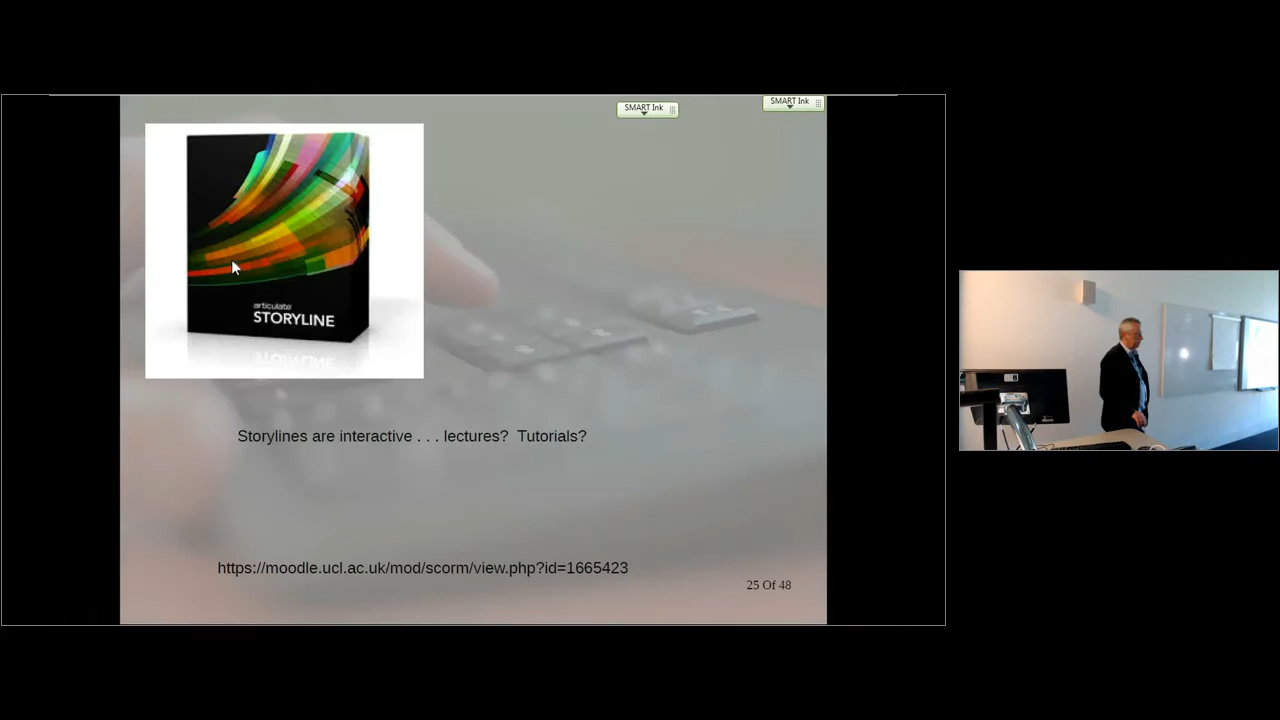 SMART Ink
SMART Ink
articulate
STORYLINE
Storylines are interactive . . . lectures?  Tutorials?
https://moodle.ucl.ac.uk/mod/scorm/view.php?id=1665423
25 Of 48